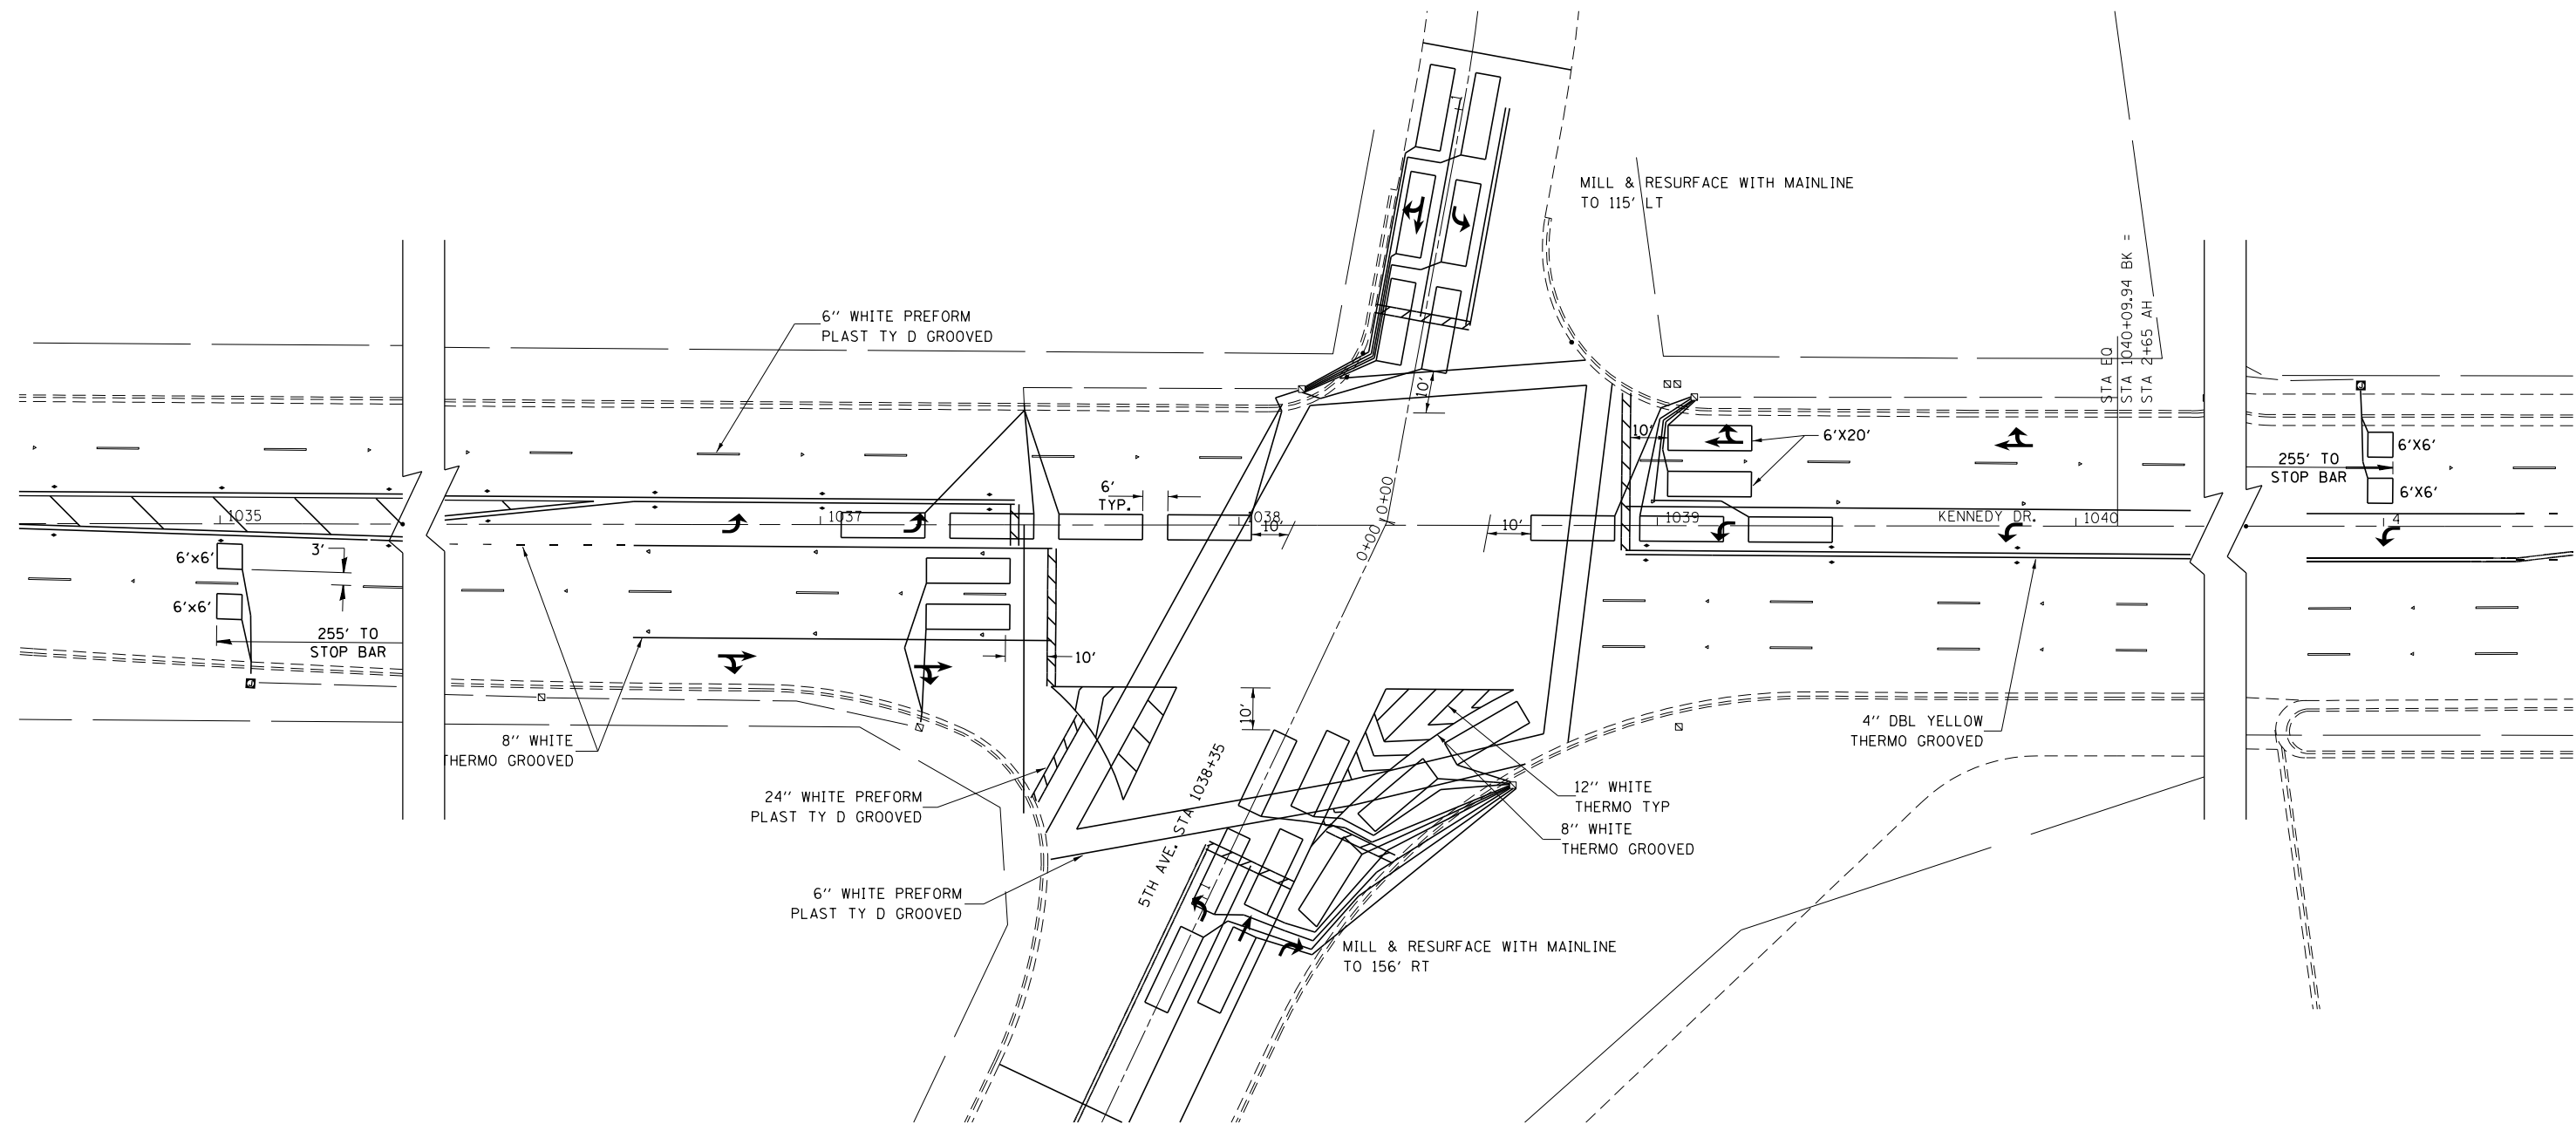 MILL & RESURFACE WITH MAINLINE
TO 115' LT
6'' WHITE PREFORM
PLAST TY D GROOVED
STA EQ
STA 1040+09.94 BK =
STA 2+65 AH
10'
10'
6'X20'
6'X6'
255' TO
STOP BAR
6'X6'
6'
TYP.
1035
1037
1038
10'
10'
1039
KENNEDY DR.
1040
4
0+00
10+00
6'x6'
3'
6'x6'
255' TO
STOP BAR
10'
10'
8'' WHITE
THERMO GROOVED
4'' DBL YELLOW
THERMO GROOVED
5TH AVE. STA 1038+35
24'' WHITE PREFORM
PLAST TY D GROOVED
12'' WHITE
THERMO TYP
8'' WHITE
THERMO GROOVED
6'' WHITE PREFORM
PLAST TY D GROOVED
MILL & RESURFACE WITH MAINLINE
TO 156' RT